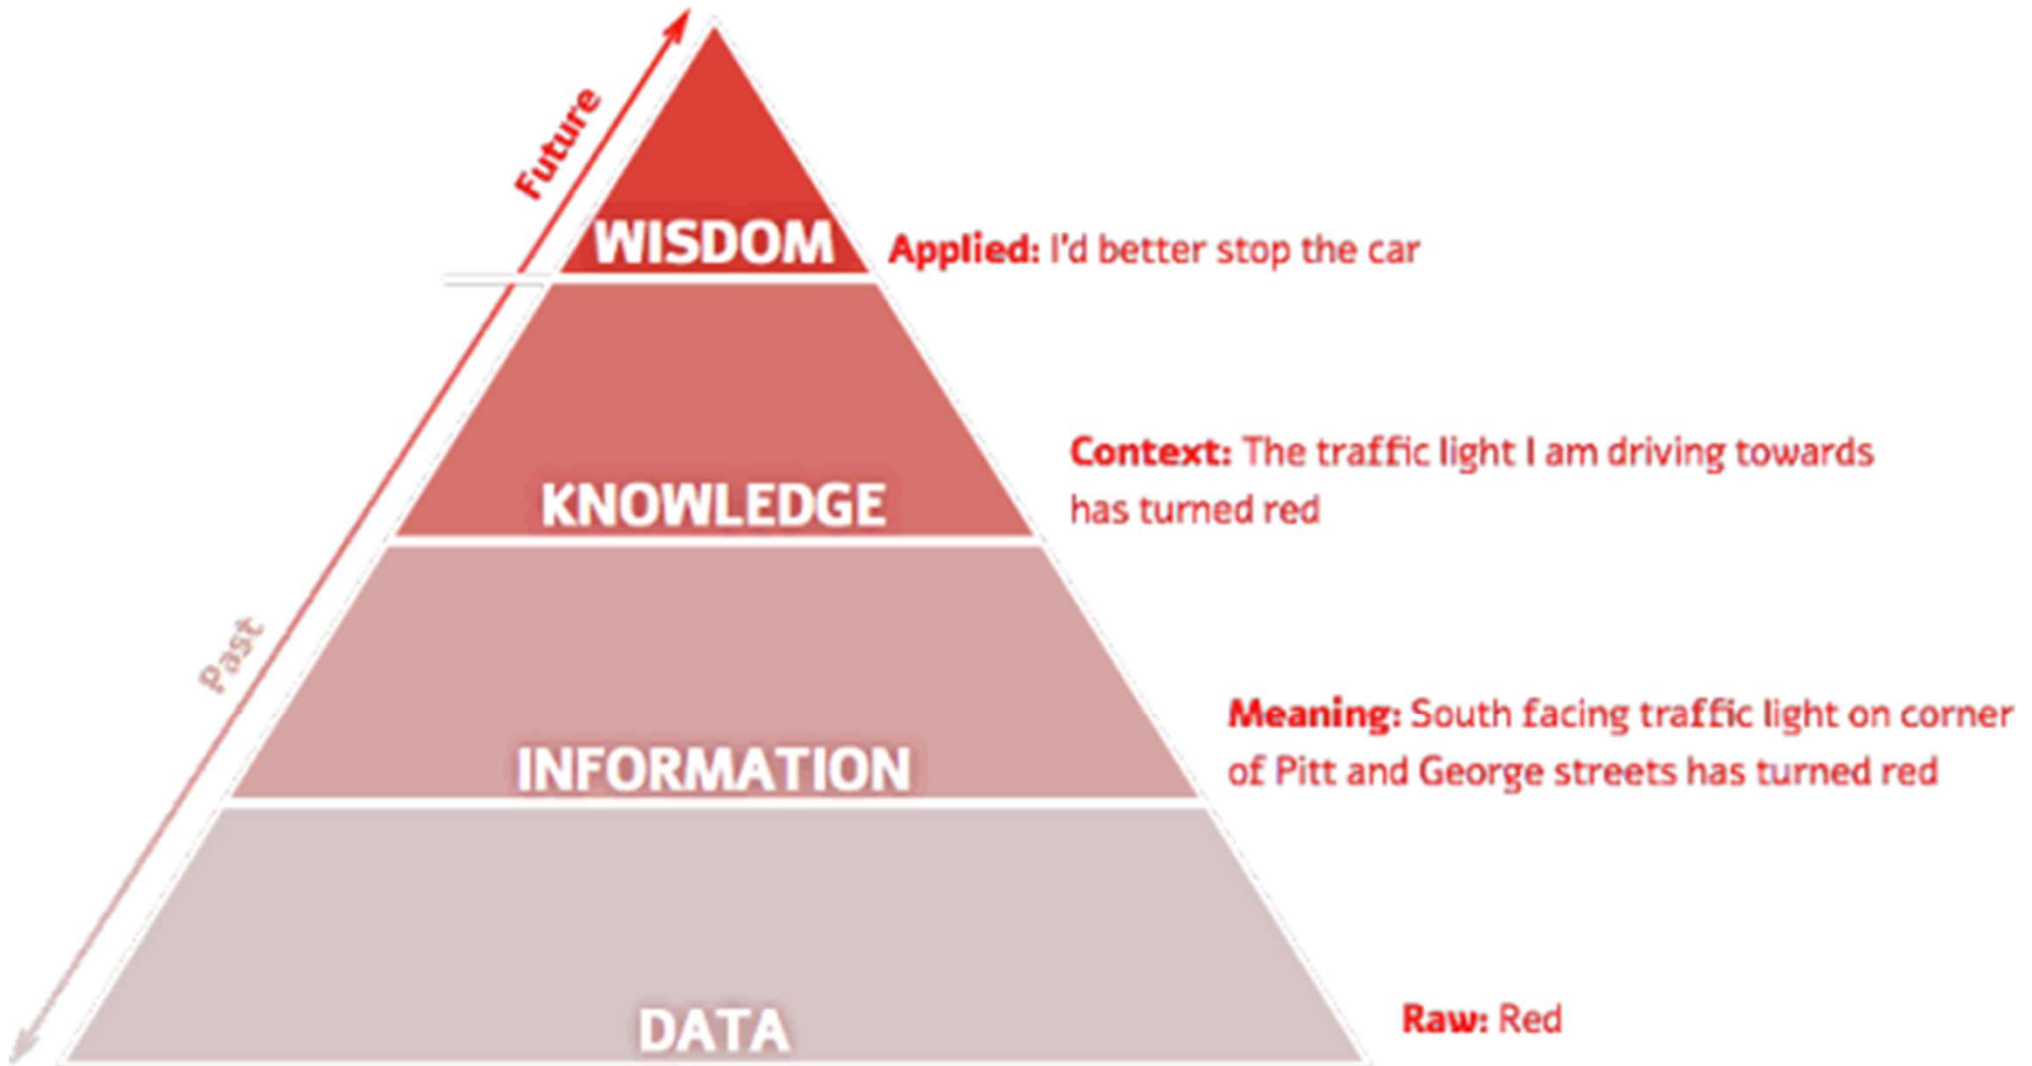 Future
WISDOM
Applied: I'd better stop the car
Context: The traffic light I am driving towards
has turned red
KNOWLEDGE
Past
Meaning: South facing traffic light on corner
of Pitt and George streets has turned red
INFORMATION
Raw: Red
DATA